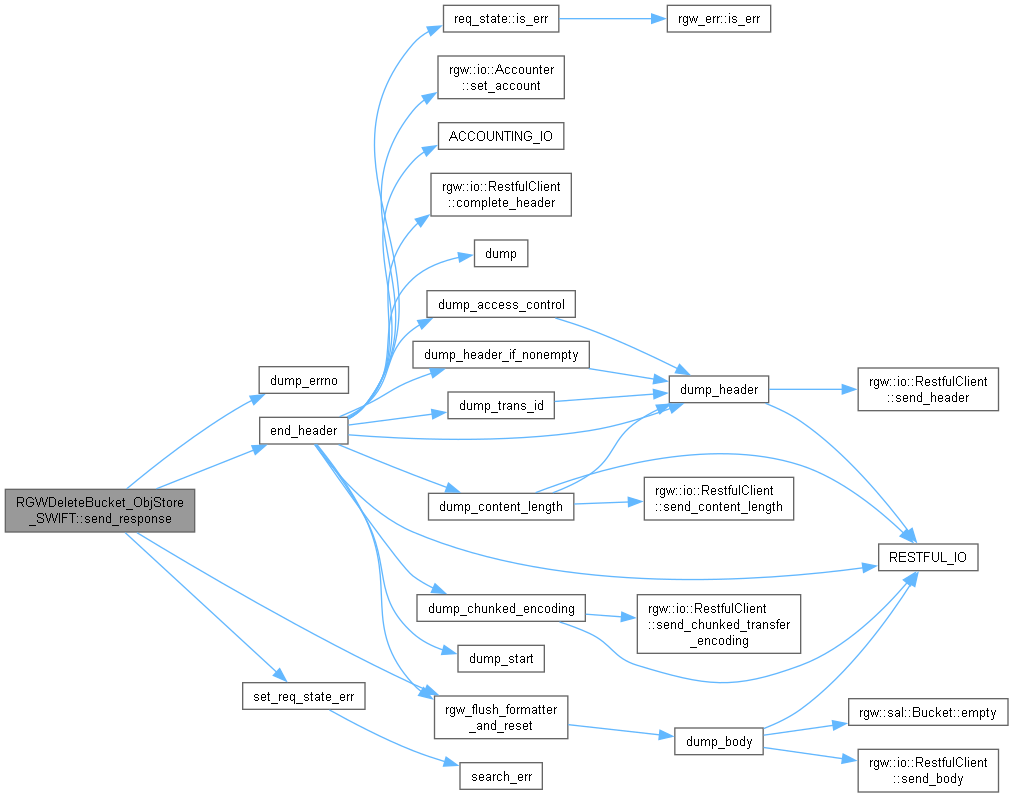 req_state::is_err
rgw_err::is_err
rgw::io::Accounter
::set_account
ACCOUNTING_IO
rgw::io::RestfulClient
::complete_header
dump
dump_access_control
dump_header_if_nonempty
dump_errno
dump_header
rgw::io::RestfulClient
::send_header
dump_trans_id
end_header
RGWDeleteBucket_ObjStore
_SWIFT::send_response
dump_content_length
rgw::io::RestfulClient
::send_content_length
RESTFUL_IO
dump_chunked_encoding
rgw::io::RestfulClient
::send_chunked_transfer
_encoding
dump_start
set_req_state_err
rgw_flush_formatter
_and_reset
rgw::sal::Bucket::empty
dump_body
rgw::io::RestfulClient
::send_body
search_err